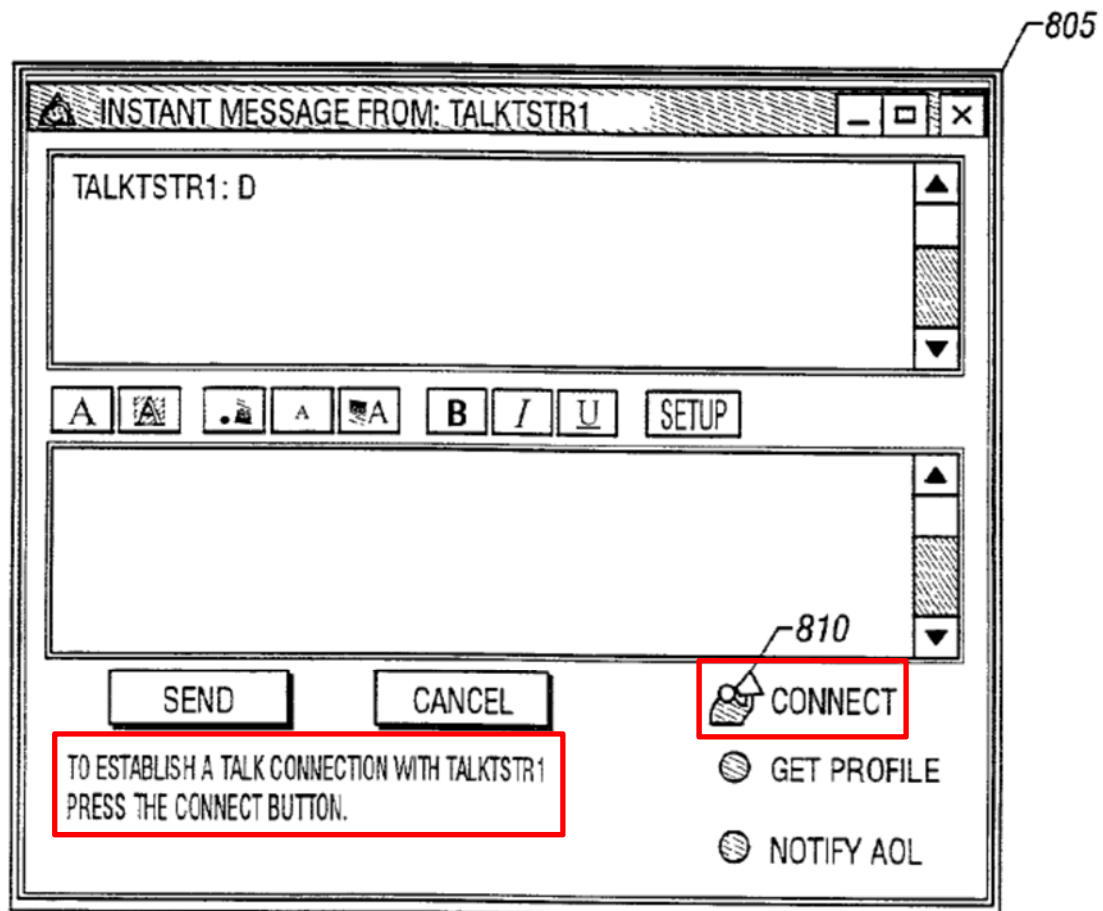 805
INSTANT MESSAGE FROM: TALKTSTR1
TALKTSTR1: D
A A A A B I U SETUP
810
SEND CANCEL CONNECT
TO ESTABLISH A TALK CONNECTION WITH TALKTSTR1
PRESS THE CONNECT BUTTON.
GET PROFILE
NOTIFY AOL